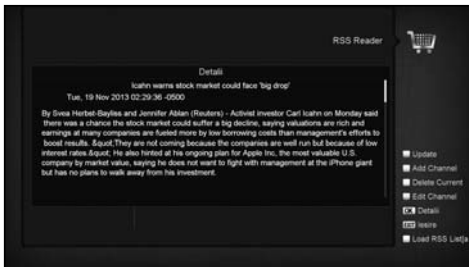 RSS Reader
Detalii
Icahn warns stock market could face 'big drop'
Tue, 19 Nov 2013 02:29:36 -0500
By Svea Herbst-Bayliss and Jennifer Ablan (Reuters) - Activist investor Carl Icahn on Monday said
there was a chance the stock market could suffer a big decline, saying valuations are rich and
earnings at many companies are fueled more by low borrowing costs than management's efforts to
boost results. &quot;They are not coming because the companies are well run but because of low
interest rates.&quot; He also hinted at his ongoing plan for Apple Inc, the most valuable U.S.
company by market value, saying he does not want to fight with management at the iPhone giant
but has no plans to walk away from his investment.
Update
Add Channel
Delete Current
Edit Channel
OK Detalii
EXIT Iesire
Load RSS List|a